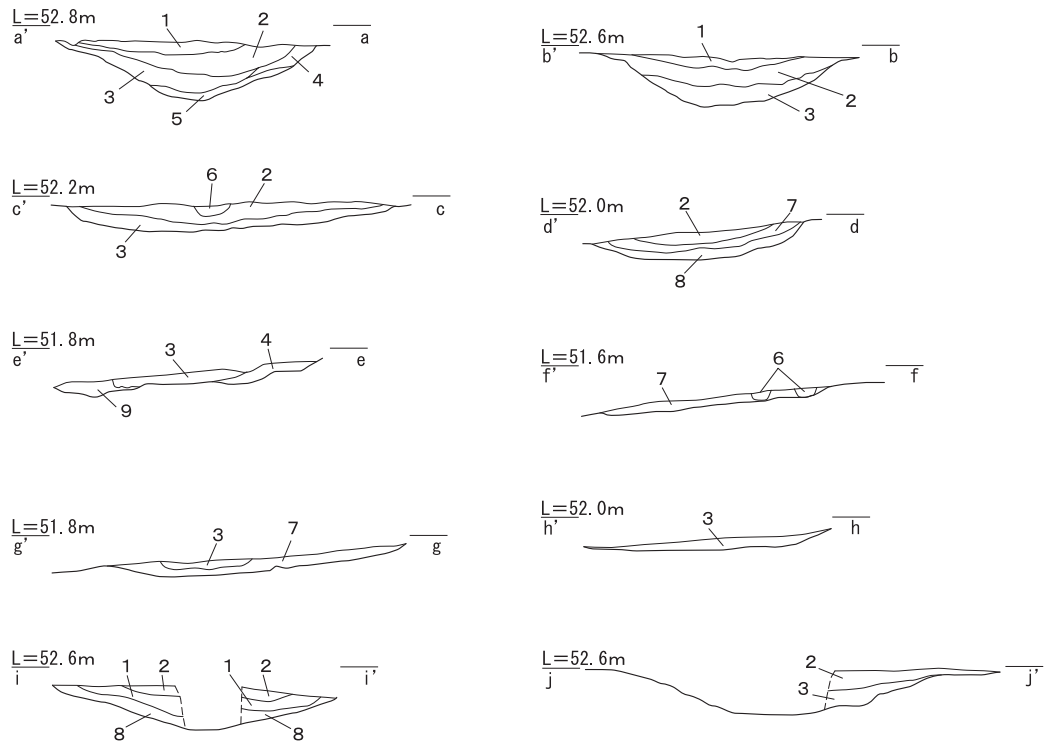 L=52.8m
1 2
a' a
4
3
5
L=52.6m
1
b' b
2
3
L=52.2m
6 2
c' c
3
L=52.0m
2 7
d' d
8
L=51.8m
3 4
e' e
9
L=51.6m
6
f' f
7
L=51.8m
3 7
g' g
L=52.0m
3
h' h
L=52.6m
1 2 1 2
i i'
8 8
L=52.6m
2
j j'
3